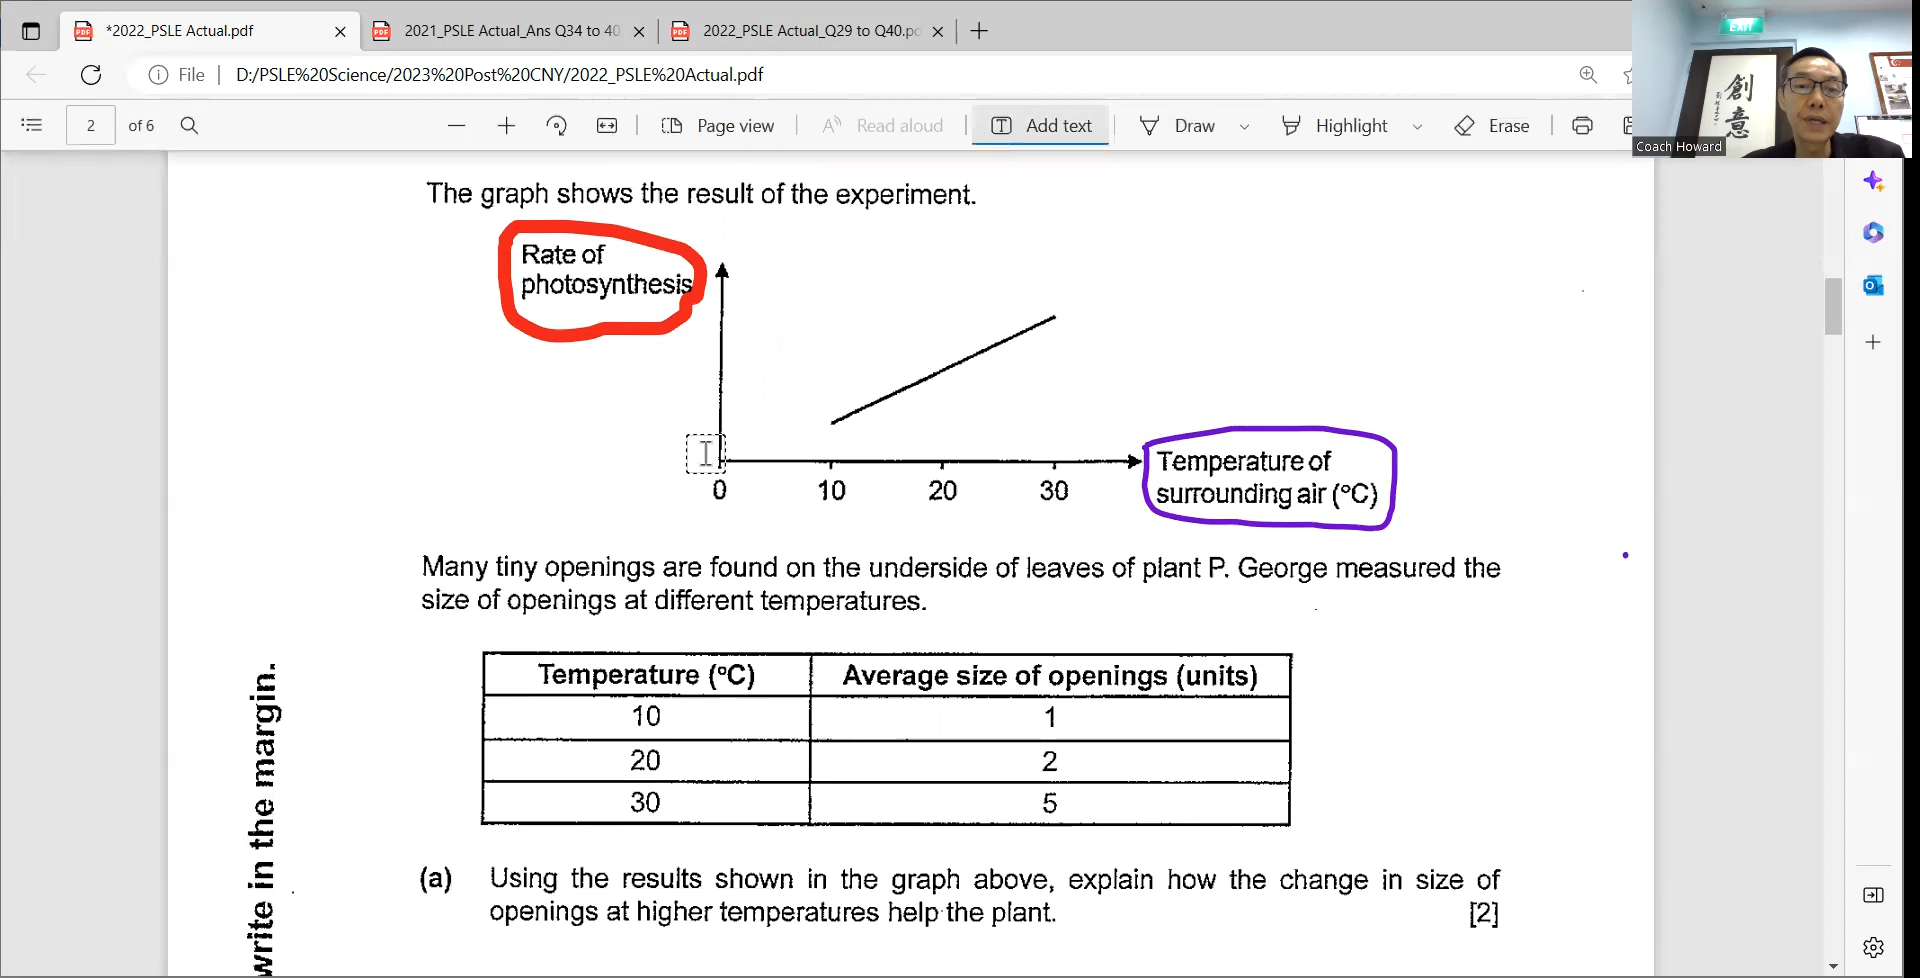 *2022_PSLE Actual.pdf
2021_PSLE Actual_Ans Q34 to 40.
2022_PSLE Actual_Q29 to Q40.pd
File
D:/PSLE%20Science/2023%20Post%20CNY/2022_PSLE%20Actual.pdf
2 of 6
Page view
Read aloud
Add text
Draw
Highlight
Erase
EXIT
創
意
Coach Howard
The graph shows the result of the experiment.
Rate of
photosynthesis
0 10 20 30
Temperature of
surrounding air (°C)
Many tiny openings are found on the underside of leaves of plant P. George measured the
size of openings at different temperatures.
Temperature (°C) Average size of openings (units)
10 1
20 2
30 5
(a) Using the results shown in the graph above, explain how the change in size of
openings at higher temperatures help the plant. [2]
write in the margin.